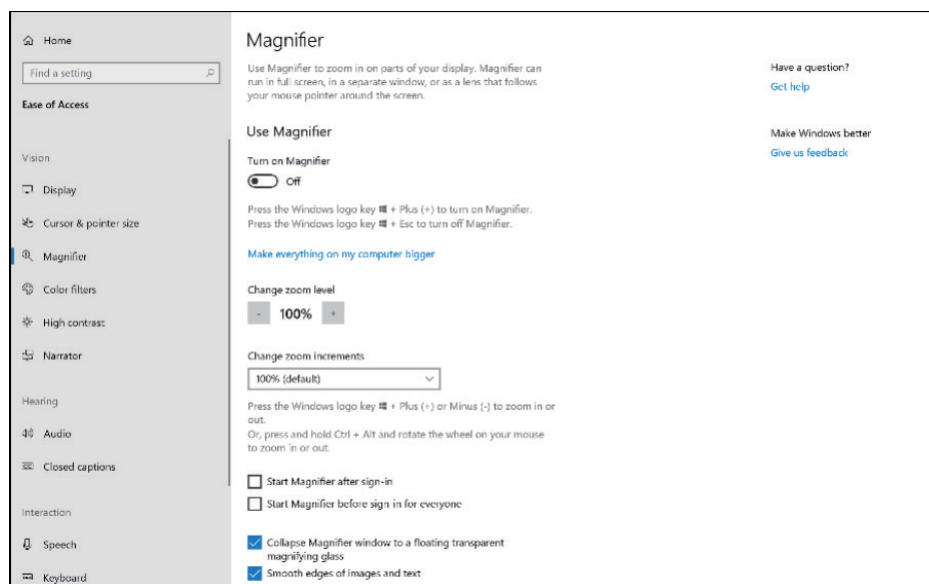 Home
Find a setting
Ease of Access
Vision
Display
Cursor & pointer size
Magnifier
Color filters
High contrast
Narrator
Hearing
Audio
Closed captions
Interaction
Speech
Keyboard
Magnifier
Use Magnifier to zoom in on parts of your display. Magnifier can
run in full screen, in a separate window, or as a lens that follows
your mouse pointer around the screen.
Use Magnifier
Turn on Magnifier
Off
Press the Windows logo key + Plus (+) to turn on Magnifier.
Press the Windows logo key + Esc to turn off Magnifier.
Make everything on my computer bigger
Change zoom level
- 100% +
Change zoom increments
100% (default)
Press the Windows logo key + Plus (+) or Minus (-) to zoom in or
out.
Or, press and hold Ctrl + Alt and rotate the wheel on your mouse
to zoom in or out.
Start Magnifier after sign-in
Start Magnifier before sign in for everyone
Collapse Magnifier window to a floating transparent
magnifying glass
Smooth edges of images and text
Have a question?
Get help
Make Windows better
Give us feedback